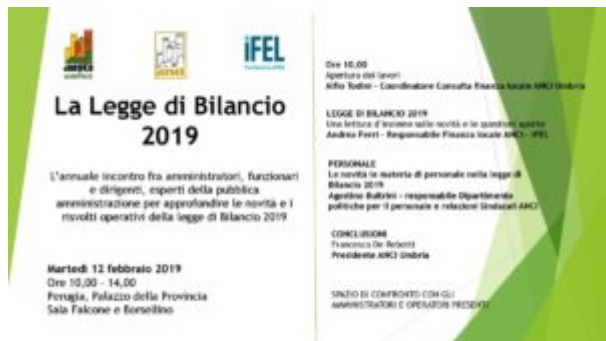 anci
anci
iFEL
La Legge di Bilancio
2019
L'annuale incontro fra amministratori, funzionari
e dirigenti, esperti della pubblica
amministrazione per approfondire le novità e i
risvolti operativi della legge di Bilancio 2019
Martedì 12 febbraio 2019
Ore 10,00 - 14,00
Perugia, Palazzo della Provincia
Sala Falcone e Borsellino
Ore 10,00
Apertura dei lavori
Alfio Todini - Coordinatore Consulta finanza locale ANCI Umbria
LEGGE DI BILANCIO 2019
Una lettura d'insieme sulle novità e le questioni aperte
Andrea Ferri - Responsabile Finanza locale ANCI - IFEL
PERSONALE
Le novità in materia di personale nella legge di
Bilancio 2019
Agostino Bultrini - responsabile Dipartimento
politiche per il personale e relazioni Sindacali ANCI
CONCLUSIONI
Francesco De Rebotti
Presidente ANCI Umbria
SPAZIO DI CONFRONTO CON GLI
AMMINISTRATORI E OPERATORI PRESENTI